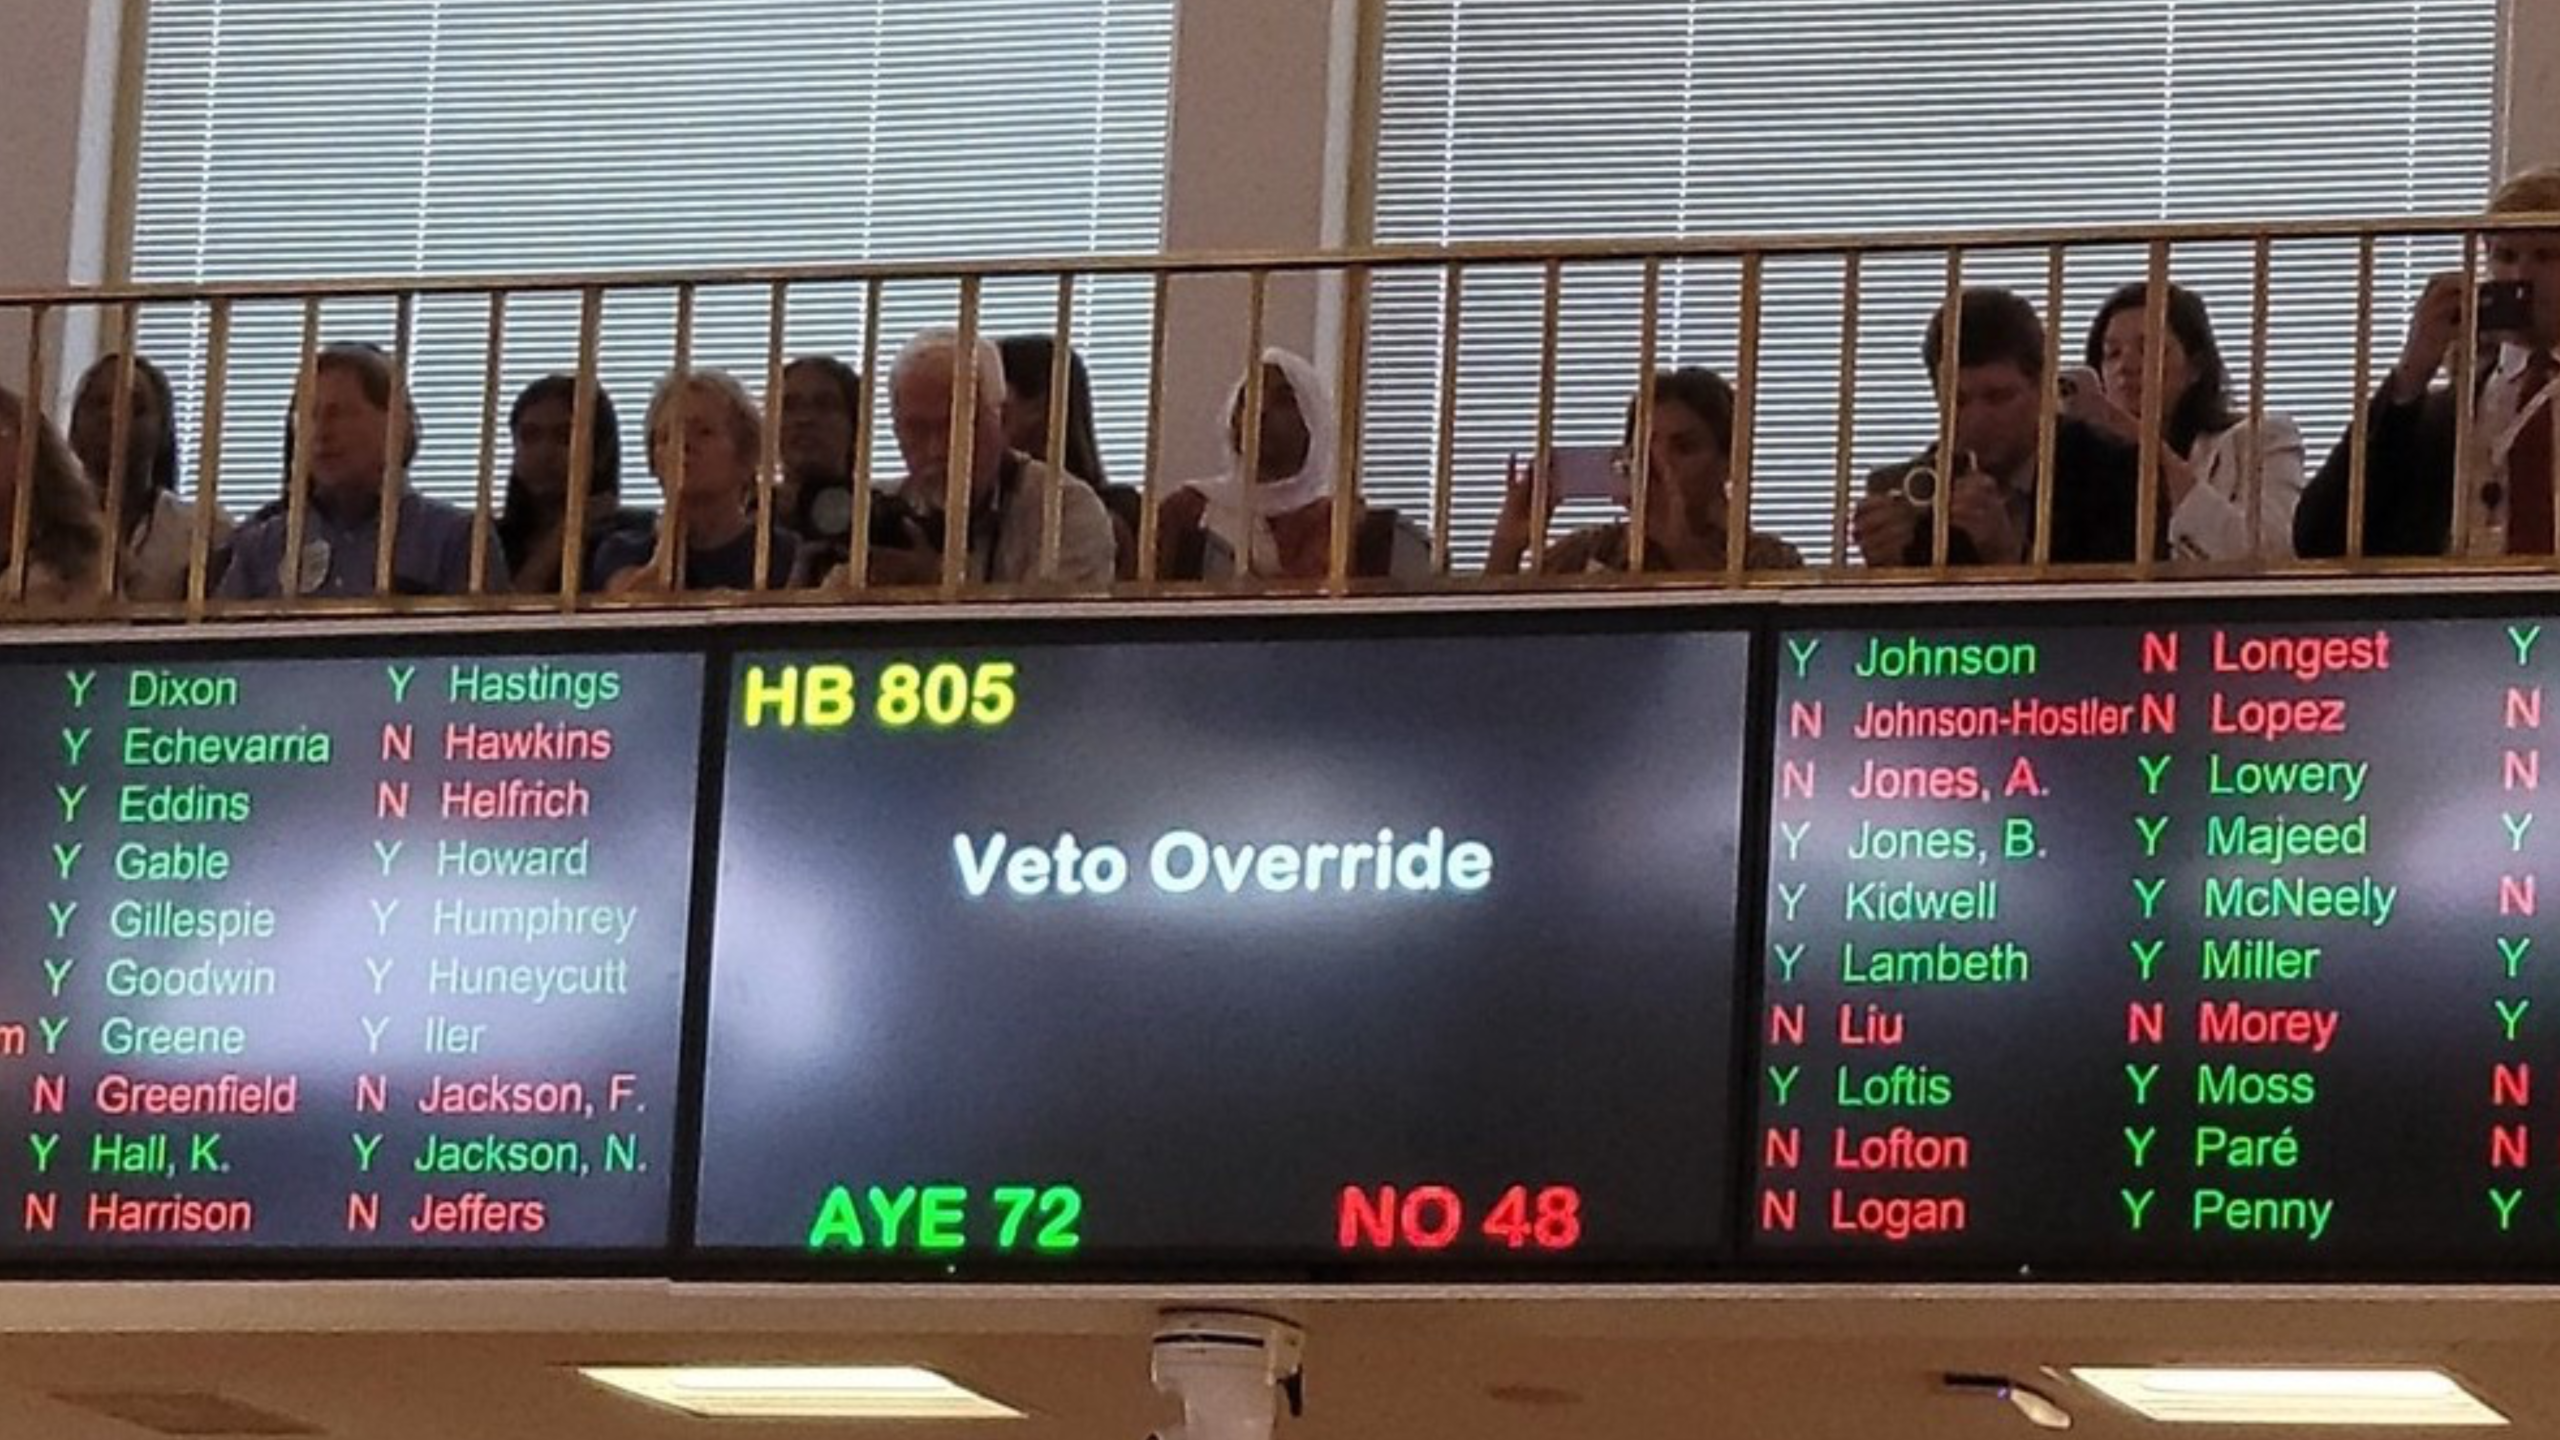 Y Dixon Y Hastings
Y Echevarria N Hawkins
Y Eddins N Helfrich
Y Gable Y Howard
Y Gillespie Y Humphrey
Y Goodwin Y Huneycutt
m Y Greene Y Iler
N Greenfield N Jackson, F.
Y Hall, K. Y Jackson, N.
N Harrison N Jeffers
HB 805
Veto Override
AYE 72 NO 48
Y Johnson N Longest Y
N Johnson-Hostler N Lopez N
N Jones, A. Y Lowery N
Y Jones, B. Y Majeed Y
Y Kidwell Y McNeely N
Y Lambeth Y Miller Y
N Liu N Morey Y
Y Loftis Y Moss N
N Lofton Y Paré N
N Logan Y Penny Y